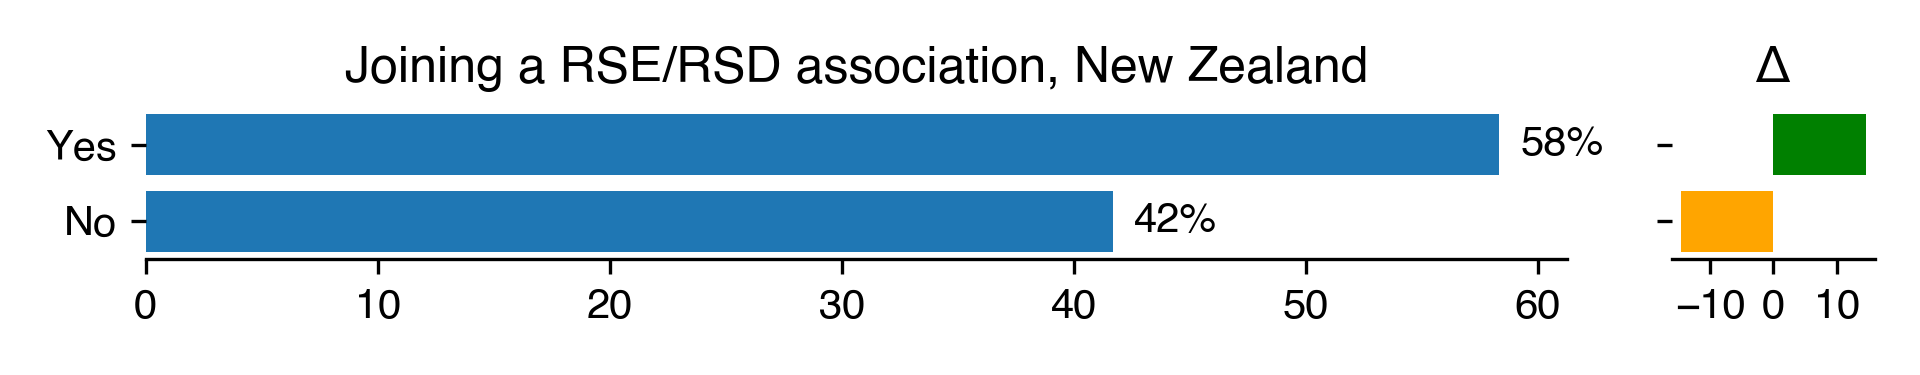 Joining a RSE/RSD association, New Zealand
Δ
Yes
58%
No
42%
0 10 20 30 40 50 60
−10 0 10